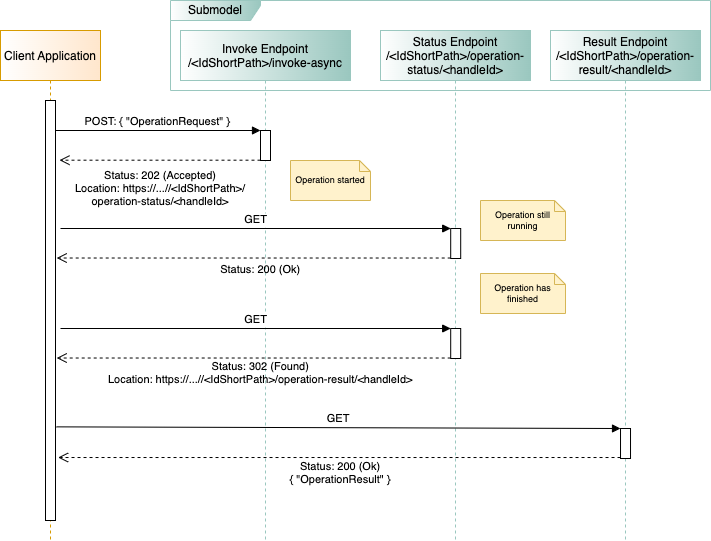 Submodel
Client Application
Invoke Endpoint
/<IdShortPath>/invoke-async
Status Endpoint
/<IdShortPath>/operation-
status/<handleId>
Result Endpoint
/<IdShortPath>/operation-
result/<handleId>
POST: { "OperationRequest" }
Status: 202 (Accepted)
Location: https://...//<IdShortPath>/
operation-status/<handleId>
Operation started
GET
Operation still
running
Status: 200 (Ok)
Operation has
finished
GET
Status: 302 (Found)
Location: https://...//<IdShortPath>/operation-result/<handleId>
GET
Status: 200 (Ok)
{ "OperationResult" }